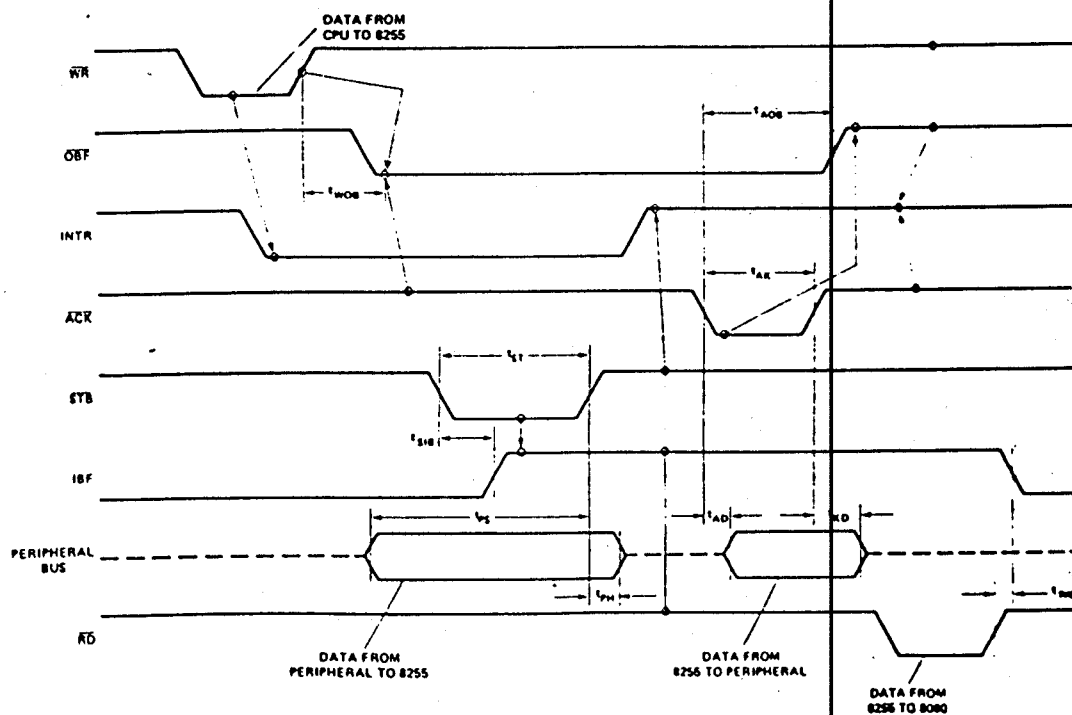 DATA FROM
CPU TO 8255
WR
tAOB
OBF
tWOB
INTR
tAK
ACK
tST
STB
tSIB
IBF
tPS
tAD
tKD
PERIPHERAL
BUS
tPH
RD
DATA FROM
PERIPHERAL TO 8255
DATA FROM
8255 TO PERIPHERAL
DATA FROM
8255 TO 8080